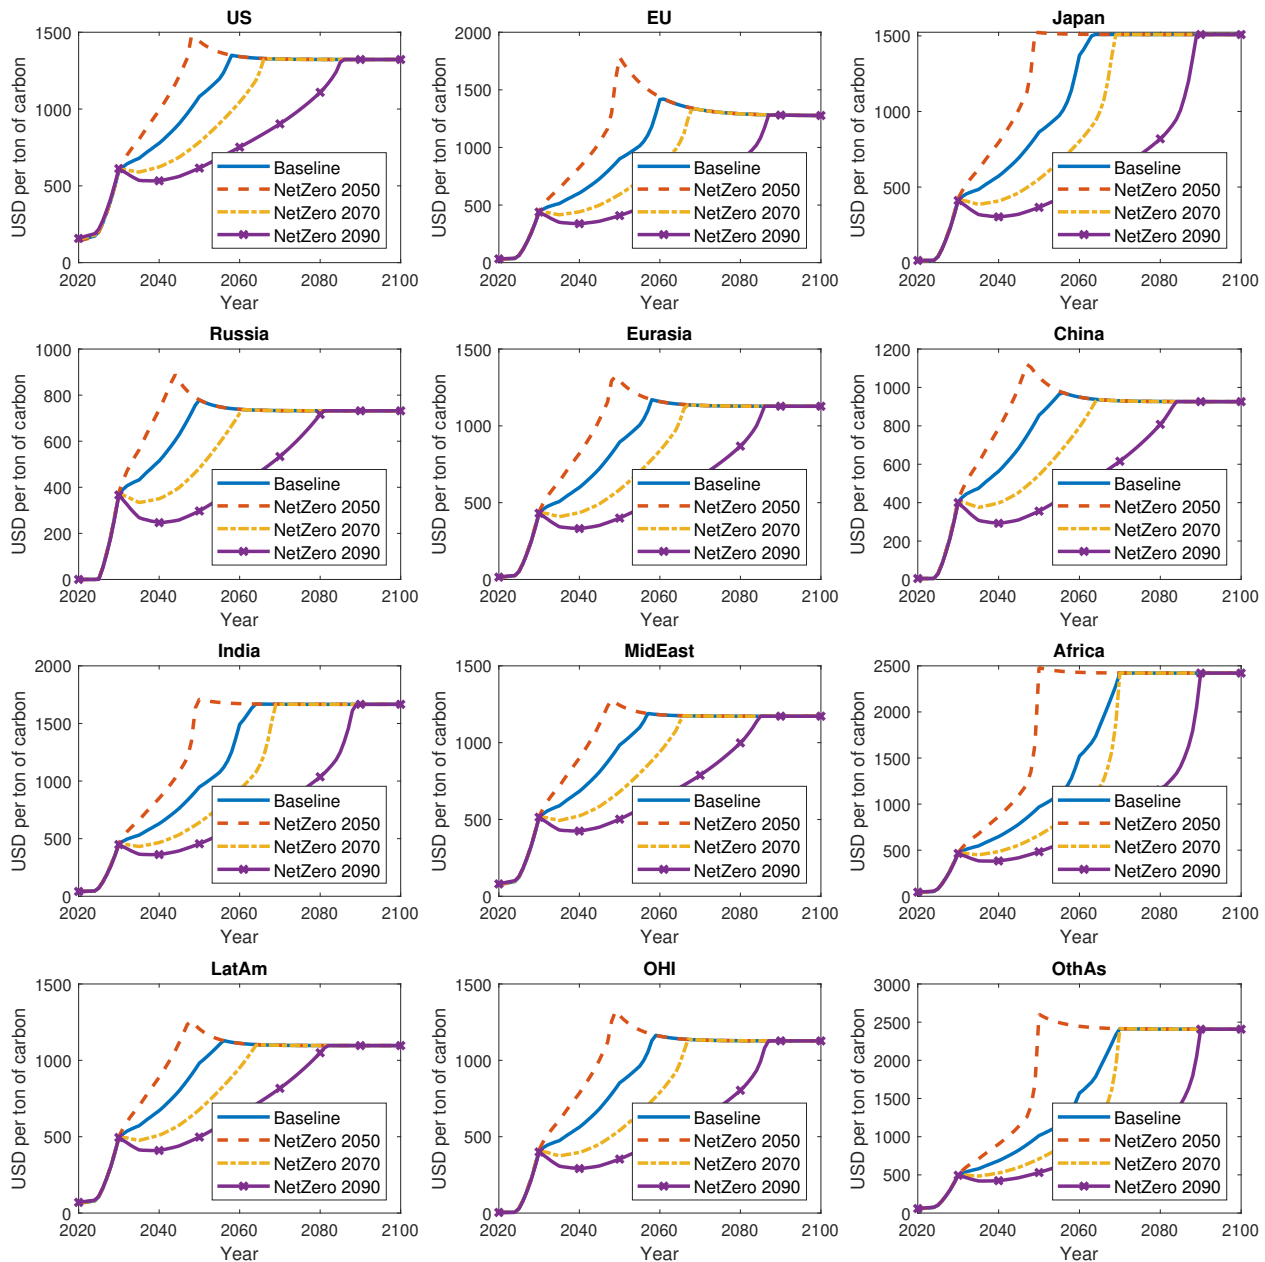 US
USD per ton of carbon
1500
1000
500
0
2020 2040 2060 2080 2100
Year
Baseline
NetZero 2050
NetZero 2070
NetZero 2090
EU
USD per ton of carbon
2000
1500
1000
500
0
2020 2040 2060 2080 2100
Year
Baseline
NetZero 2050
NetZero 2070
NetZero 2090
Japan
USD per ton of carbon
1500
1000
500
0
2020 2040 2060 2080 2100
Year
Baseline
NetZero 2050
NetZero 2070
NetZero 2090
Russia
USD per ton of carbon
1000
800
600
400
200
0
2020 2040 2060 2080 2100
Year
Baseline
NetZero 2050
NetZero 2070
NetZero 2090
Eurasia
USD per ton of carbon
1500
1000
500
0
2020 2040 2060 2080 2100
Year
Baseline
NetZero 2050
NetZero 2070
NetZero 2090
China
USD per ton of carbon
1200
1000
800
600
400
200
0
2020 2040 2060 2080 2100
Year
Baseline
NetZero 2050
NetZero 2070
NetZero 2090
India
USD per ton of carbon
2000
1500
1000
500
0
2020 2040 2060 2080 2100
Year
Baseline
NetZero 2050
NetZero 2070
NetZero 2090
MidEast
USD per ton of carbon
1500
1000
500
0
2020 2040 2060 2080 2100
Year
Baseline
NetZero 2050
NetZero 2070
NetZero 2090
Africa
USD per ton of carbon
2500
2000
1500
1000
500
0
2020 2040 2060 2080 2100
Year
Baseline
NetZero 2050
NetZero 2070
NetZero 2090
LatAm
USD per ton of carbon
1500
1000
500
0
2020 2040 2060 2080 2100
Year
Baseline
NetZero 2050
NetZero 2070
NetZero 2090
OHI
USD per ton of carbon
1500
1000
500
0
2020 2040 2060 2080 2100
Year
Baseline
NetZero 2050
NetZero 2070
NetZero 2090
OthAs
USD per ton of carbon
3000
2500
2000
1500
1000
500
0
2020 2040 2060 2080 2100
Year
Baseline
NetZero 2050
NetZero 2070
NetZero 2090